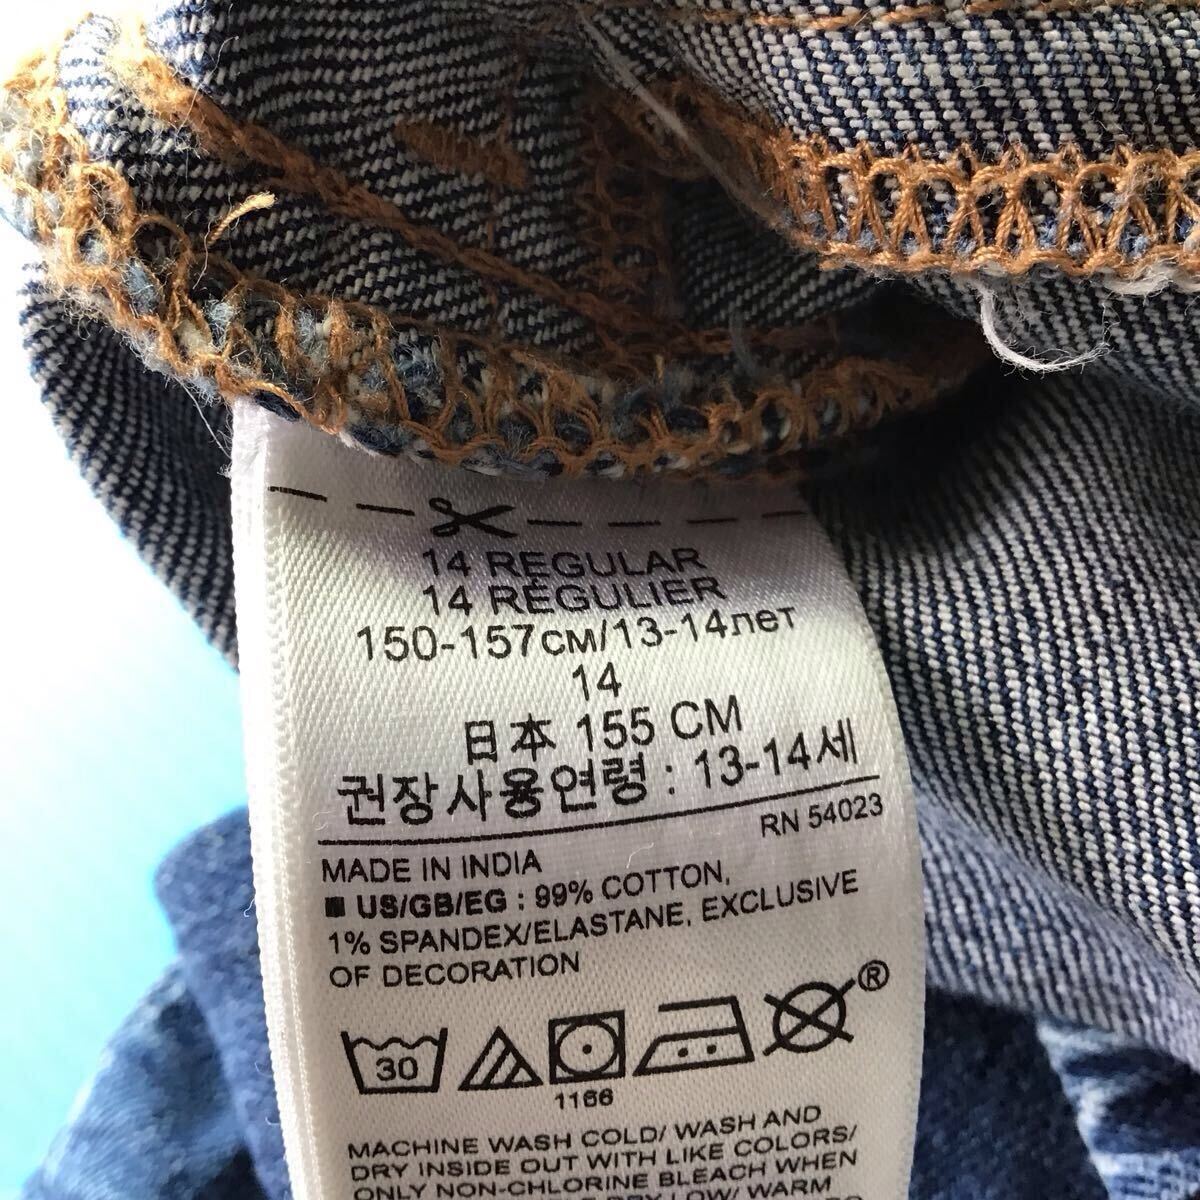 14 REGULAR
14 RÉGULIER
150-157см/13-14лет
14
日本 155 CM
권장사용연령 : 13-14세
RN 54023
MADE IN INDIA
■ US/GB/EG : 99% COTTON,
1% SPANDEX/ELASTANE, EXCLUSIVE
OF DECORATION
30
®
1166
MACHINE WASH COLD/ WASH AND
DRY INSIDE OUT WITH LIKE COLORS/
ONLY NON-CHLORINE BLEACH WHEN
DRY LOW/ WARM